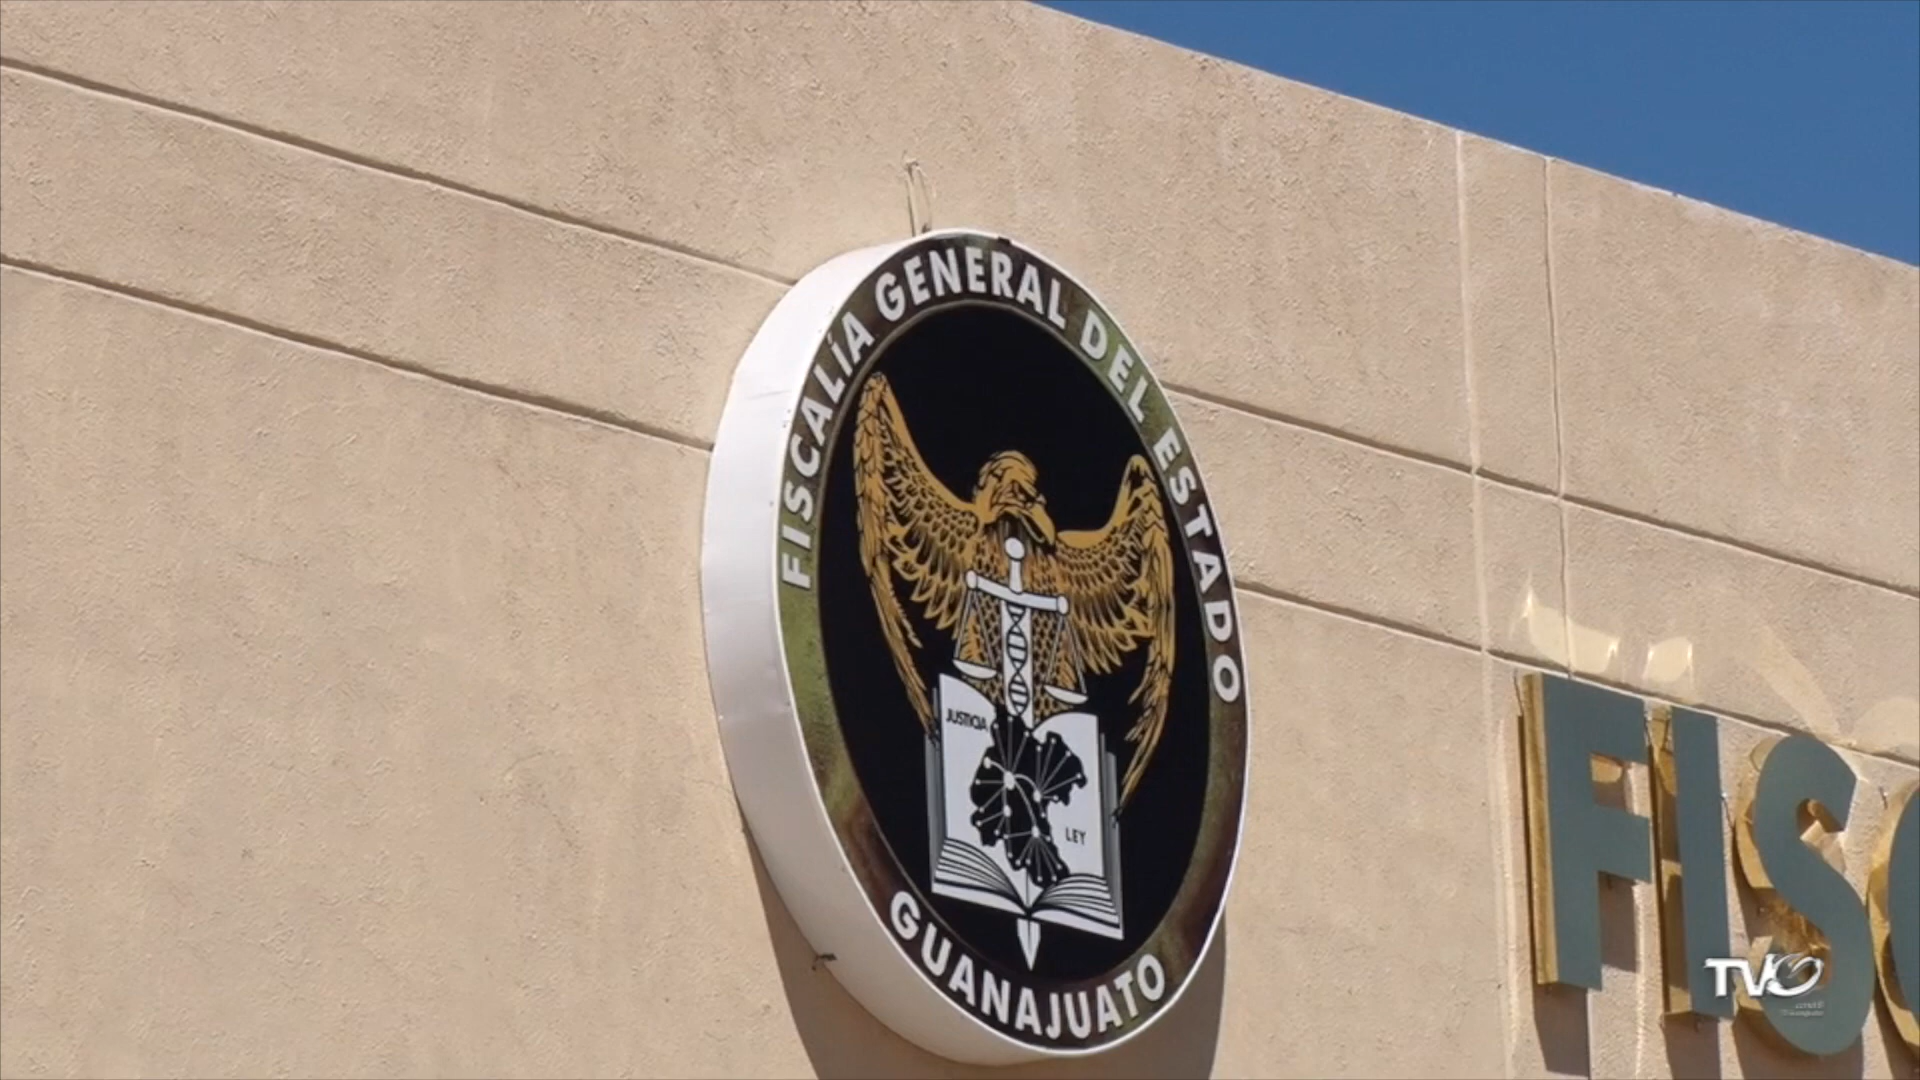 FISCALÍA GENERAL DEL ESTADO
JUSTICIA
LEY
GUANAJUATO
FISC
TVO